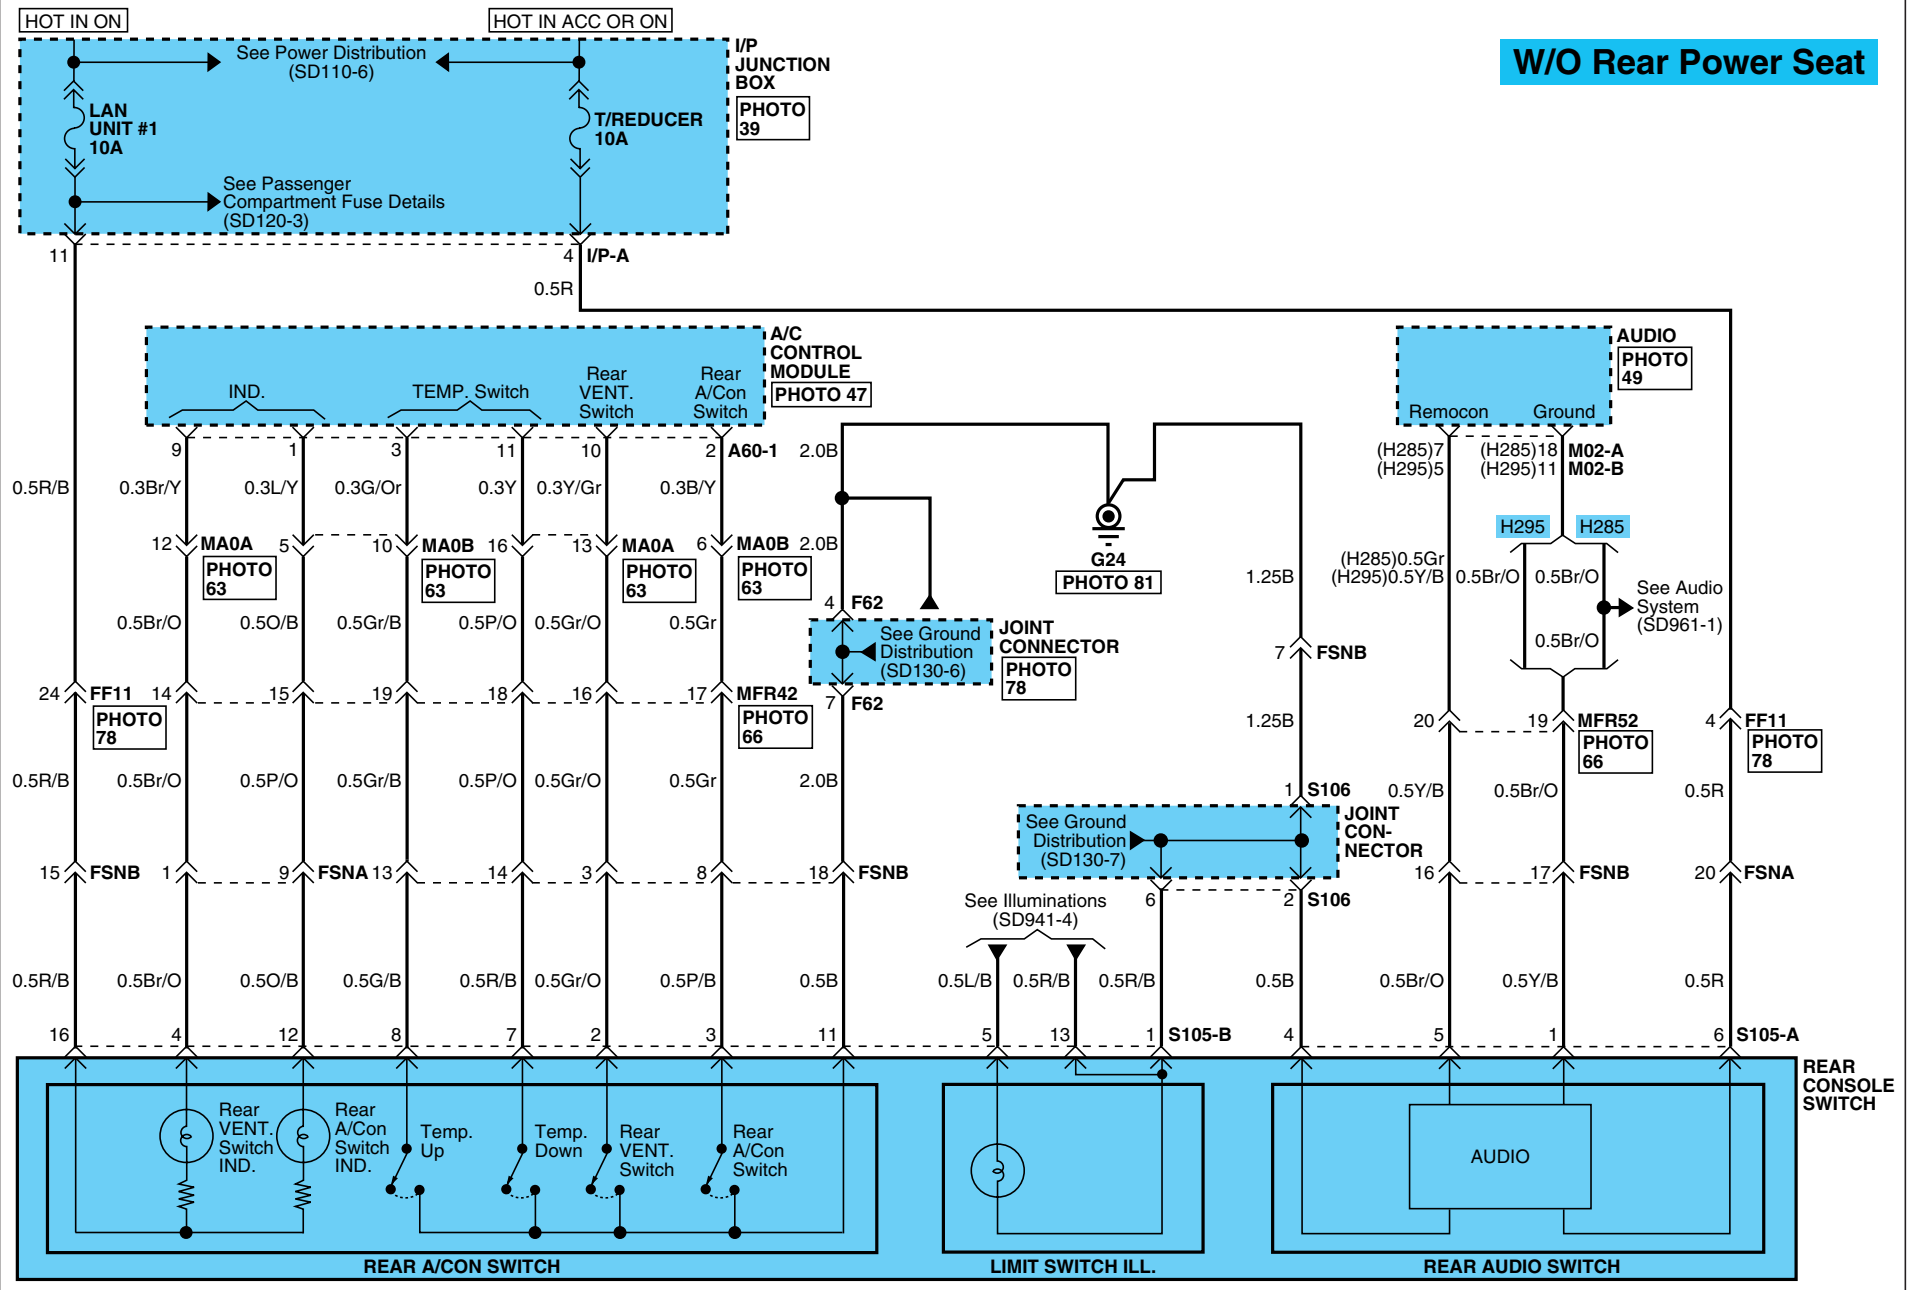 HOT IN ON
HOT IN ACC OR ON
W/O Rear Power Seat
See Power Distribution
(SD110-6)
I/P
JUNCTION
BOX
PHOTO
39
LAN
UNIT #1
10A
T/REDUCER
10A
See Passenger
Compartment Fuse Details
(SD120-3)
11
4
I/P-A
0.5R
A/C
CONTROL
MODULE
PHOTO 47
IND.
TEMP. Switch
Rear
VENT.
Switch
Rear
A/Con
Switch
AUDIO
PHOTO
49
Remocon
Ground
9
1
3
11
10
2
A60-1
2.0B
(H285)7
(H295)5
(H285)18
(H295)11
M02-A
M02-B
0.5R/B
0.3Br/Y
0.3L/Y
0.3G/Or
0.3Y
0.3Y/Gr
0.3B/Y
H295
H285
12
MA0A
PHOTO
63
5
10
MA0B
PHOTO
63
16
13
MA0A
PHOTO
63
6
MA0B
PHOTO
63
2.0B
G24
PHOTO 81
1.25B
(H285)0.5Gr
(H295)0.5Y/B
0.5Br/O
0.5Br/O
See Audio
System
(SD961-1)
0.5Br/O
4
F62
0.5Br/O
0.5O/B
0.5Gr/B
0.5P/O
0.5Gr/O
0.5Gr
See Ground
Distribution
(SD130-6)
JOINT
CONNECTOR
PHOTO
78
7
FSNB
24
FF11
PHOTO
78
14
15
19
18
16
17
MFR42
PHOTO
66
7
F62
1.25B
20
19
MFR52
PHOTO
66
4
FF11
PHOTO
78
0.5R/B
0.5Br/O
0.5P/O
0.5Gr/B
0.5P/O
0.5Gr/O
0.5Gr
2.0B
1
S106
0.5Y/B
0.5Br/O
0.5R
See Ground
Distribution
(SD130-7)
JOINT
CON-
NECTOR
15
FSNB
1
9
FSNA
13
14
3
8
18
FSNB
16
17
FSNB
20
FSNA
6
2
S106
See Illuminations
(SD941-4)
0.5R/B
0.5Br/O
0.5O/B
0.5G/B
0.5R/B
0.5Gr/O
0.5P/B
0.5B
0.5L/B
0.5R/B
0.5R/B
0.5B
0.5Br/O
0.5Y/B
0.5R
16
4
12
8
7
2
3
11
5
13
1
S105-B
4
5
1
6
S105-A
REAR
CONSOLE
SWITCH
Rear
VENT.
Switch
IND.
Rear
A/Con
Switch
IND.
Temp.
Up
Temp.
Down
Rear
VENT.
Switch
Rear
A/Con
Switch
AUDIO
REAR A/CON SWITCH
LIMIT SWITCH ILL.
REAR AUDIO SWITCH